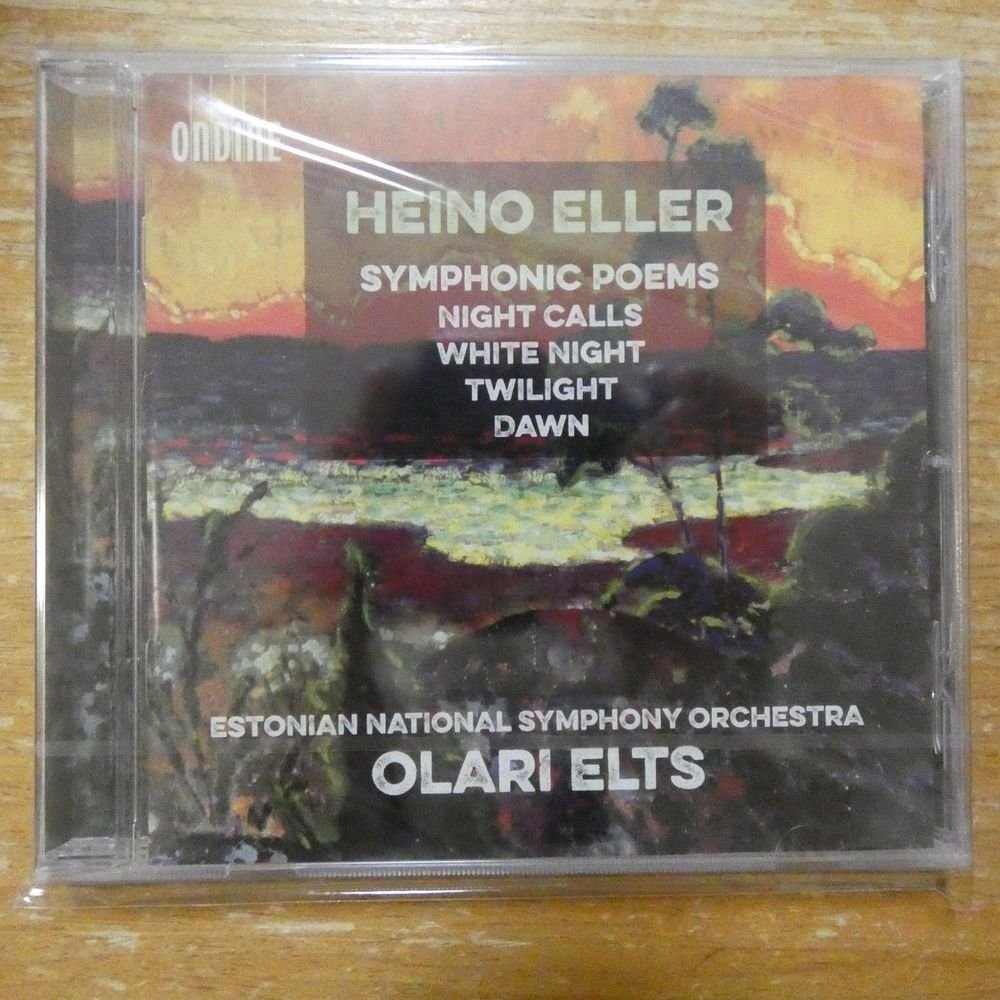 ONDINE
HEINO ELLER
SYMPHONIC POEMS
NIGHT CALLS
WHITE NIGHT
TWILIGHT
DAWN
ESTONIAN NATIONAL SYMPHONY ORCHESTRA
OLARI ELTS